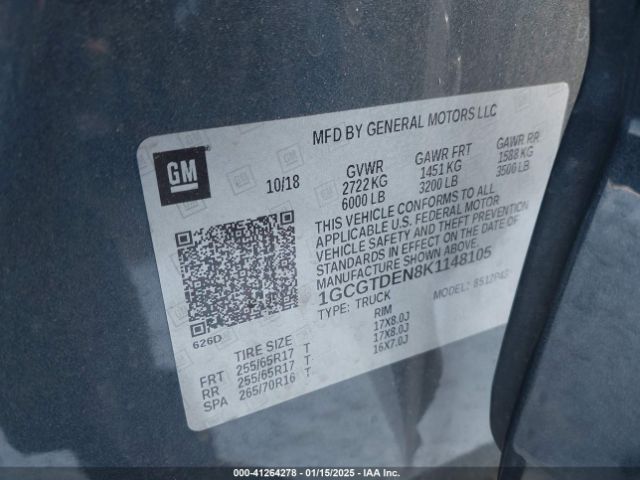 MFD BY GENERAL MOTORS LLC
GM
10/18
GVWR GAWR FRT GAWR RR
2722 KG 1451 KG 1588 KG
6000 LB 3200 LB 3500 LB
THIS VEHICLE CONFORMS TO ALL
APPLICABLE U.S. FEDERAL MOTOR
VEHICLE SAFETY AND THEFT PREVENTION
STANDARDS IN EFFECT ON THE DATE OF
MANUFACTURE SHOWN ABOVE.
1GCGTDEN8K1148105
TYPE: TRUCK MODEL: 8S12P43
626D
TIRE SIZE RIM
FRT 255/65R17 T 17X8.0J
RR 255/65R17 T 17X8.0J
SPA 265/70R16 T 16X7.0J
000-41264278 - 01/15/2025 - IAA Inc.